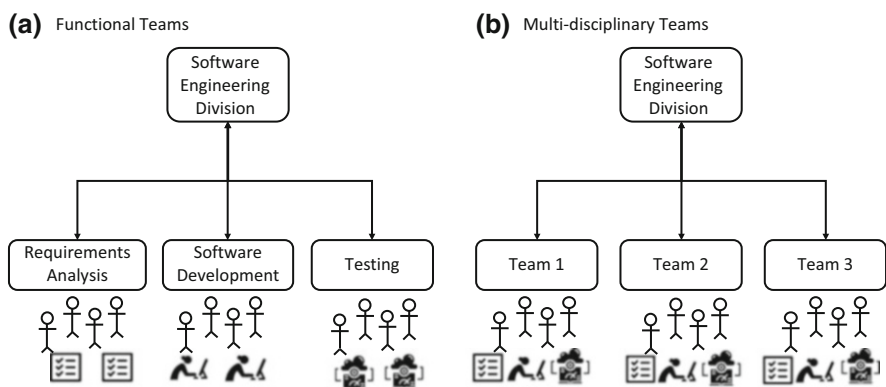 (a) Functional Teams
Software
Engineering
Division
Requirements
Analysis
Software
Development
Testing
(b) Multi-disciplinary Teams
Software
Engineering
Division
Team 1
Team 2
Team 3